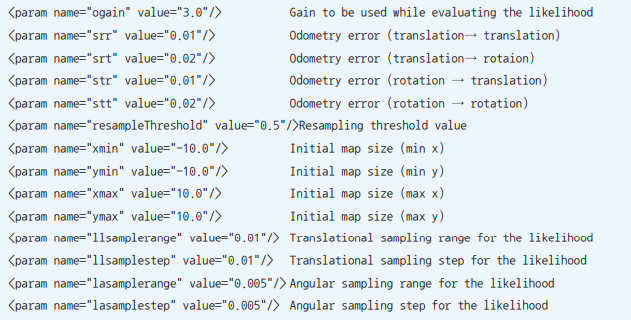 <param name="ogain" value="3.0"/> Gain to be used while evaluating the likelihood
<param name="srr" value="0.01"/> Odometry error (translation→ translation)
<param name="srt" value="0.02"/> Odometry error (translation→ rotaion)
<param name="str" value="0.01"/> Odometry error (rotation → translation)
<param name="stt" value="0.02"/> Odometry error (rotation → rotation)
<param name="resampleThreshold" value="0.5"/>Resampling threshold value
<param name="xmin" value="-10.0"/> Initial map size (min x)
<param name="ymin" value="-10.0"/> Initial map size (min y)
<param name="xmax" value="10.0"/> Initial map size (max x)
<param name="ymax" value="10.0"/> Initial map size (max y)
<param name="llsamplerange" value="0.01"/> Translational sampling range for the likelihood
<param name="llsamplestep" value="0.01"/> Translational sampling step for the likelihood
<param name="lasamplerange" value="0.005"/> Angular sampling range for the likelihood
<param name="lasamplestep" value="0.005"/> Angular sampling step for the likelihood